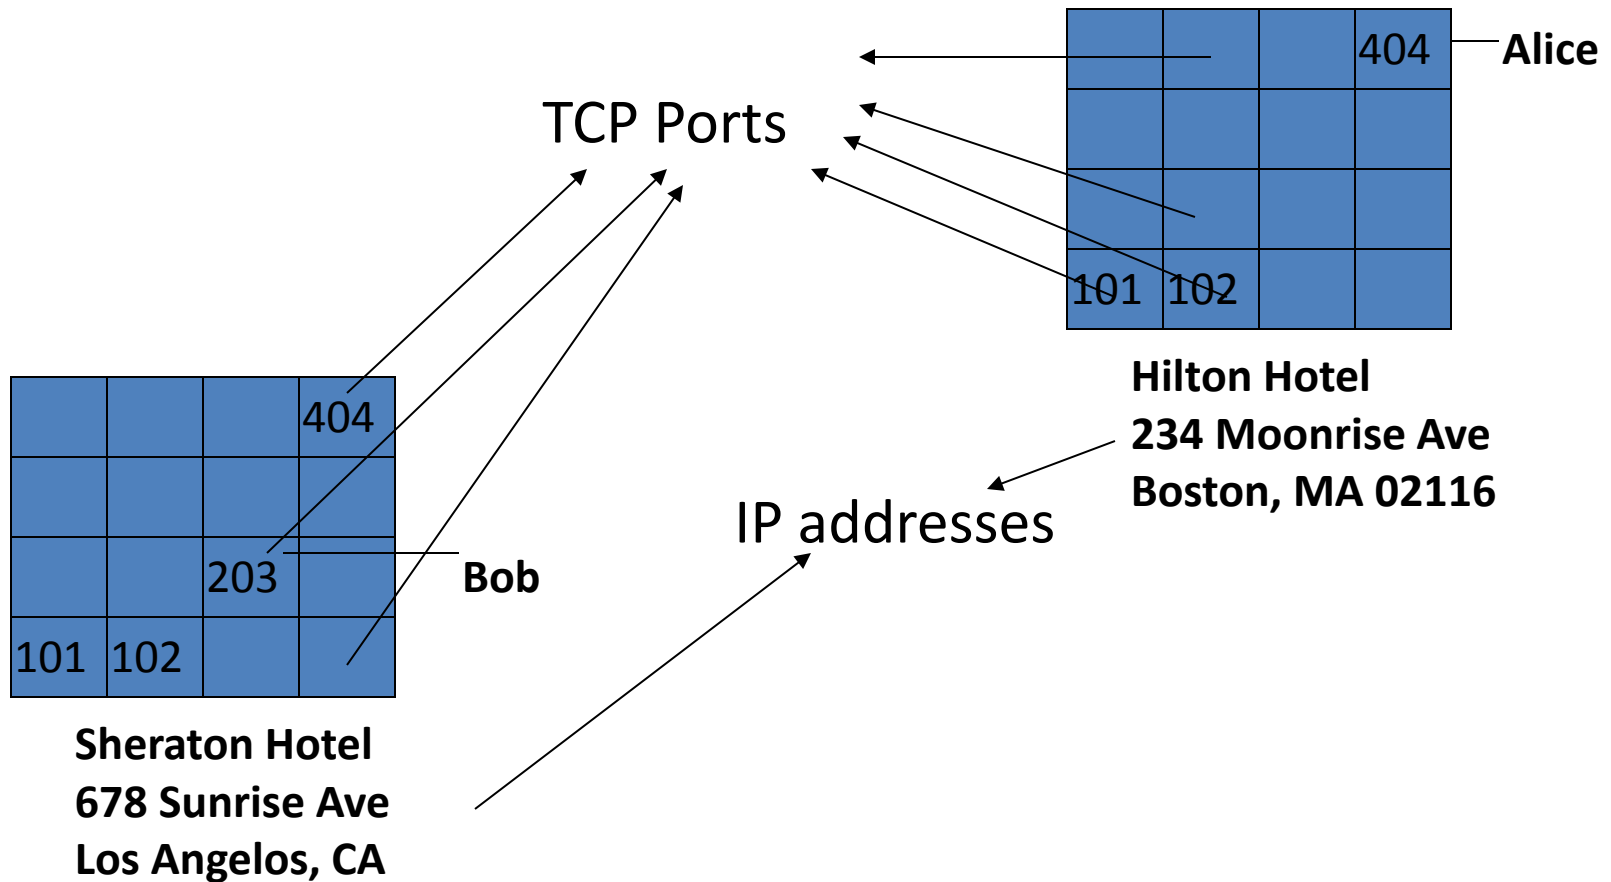 404
Alice
TCP Ports
101 102
Hilton Hotel
234 Moonrise Ave
Boston, MA 02116
404
IP addresses
203
Bob
101 102
Sheraton Hotel
678 Sunrise Ave
Los Angelos, CA